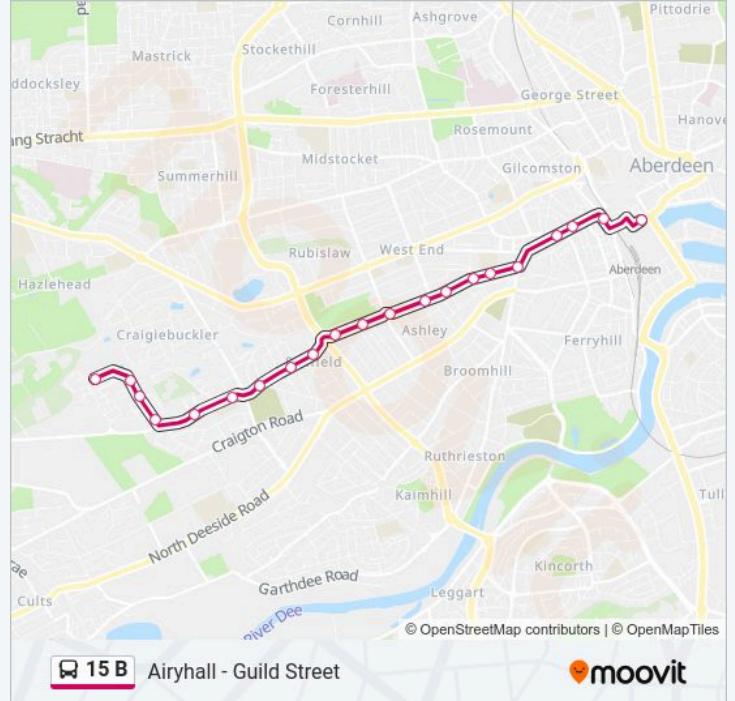 Pittodrie
Cornhill
Ashgrove
Mastrick
Stockethill
ddocksley
Foresterhill
George Street
ang Stracht
Rosemount
Hanove
Midstocket
Gilcomston
Aberdeen
Summerhill
West End
Rubislaw
Aberdeen
Hazlehead
Craigiebuckler
Ashley
Ferryhill
Broomhill
Craigton Road
Ruthrieston
Kaimhill
Tull
North Deeside Road
Kincorth
Garthdee Road
Leggart
Cults
River Dee
© OpenStreetMap contributors | © OpenMapTiles
15 B Airyhall - Guild Street
moovit